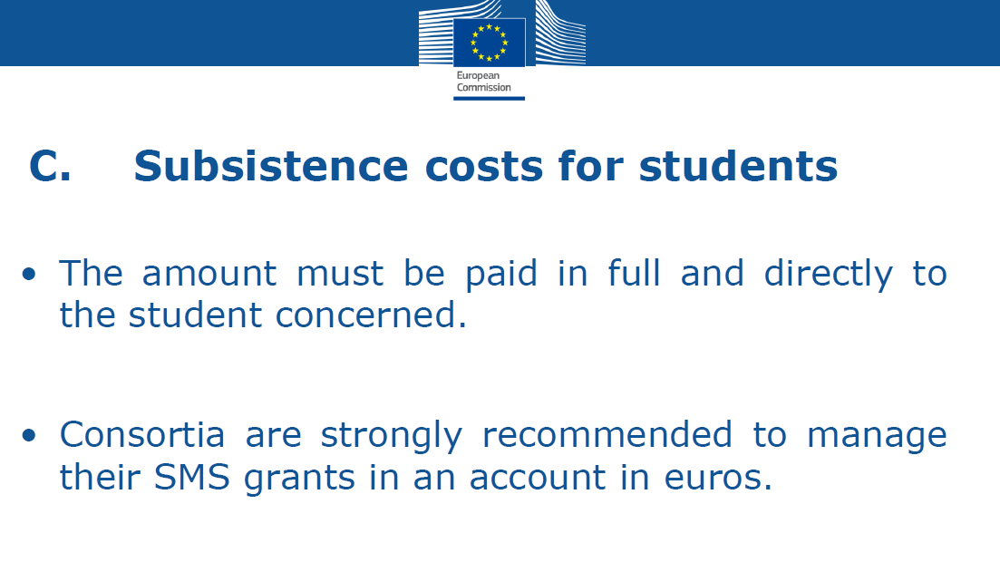 European
Commission
C. Subsistence costs for students
• The amount must be paid in full and directly to
the student concerned.
• Consortia are strongly recommended to manage
their SMS grants in an account in euros.